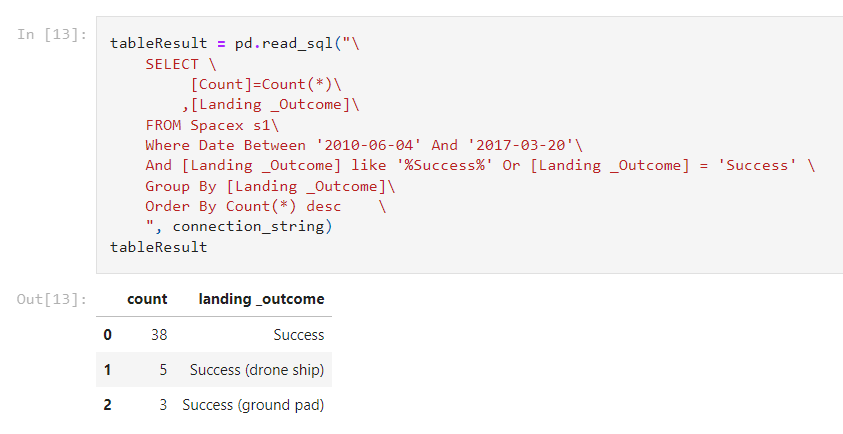 In [13]:
tableResult = pd.read_sql("\
SELECT \
[Count]=Count(*)\
,[Landing _Outcome]\
FROM Spacex s1\
Where Date Between '2010-06-04' And '2017-03-20'\
And [Landing _Outcome] like '%Success%' Or [Landing _Outcome] = 'Success' \
Group By [Landing _Outcome]\
Order By Count(*) desc    \
", connection_string)
tableResult
Out[13]:
count landing _outcome
0 38 Success
1 5 Success (drone ship)
2 3 Success (ground pad)